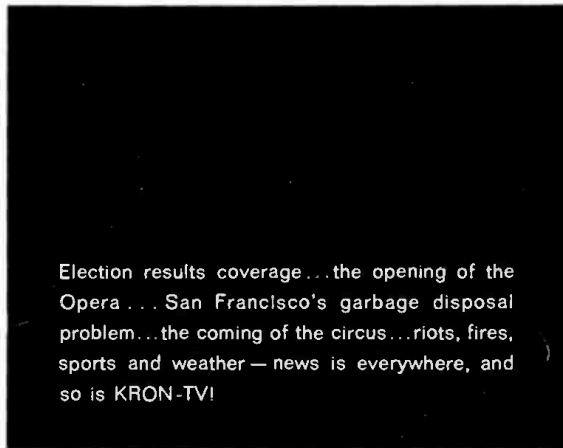 Election results coverage...the opening of the
Opera ... San Francisco's garbage disposal
problem...the coming of the circus...riots, fires,
sports and weather — news is everywhere, and
so is KRON-TV!